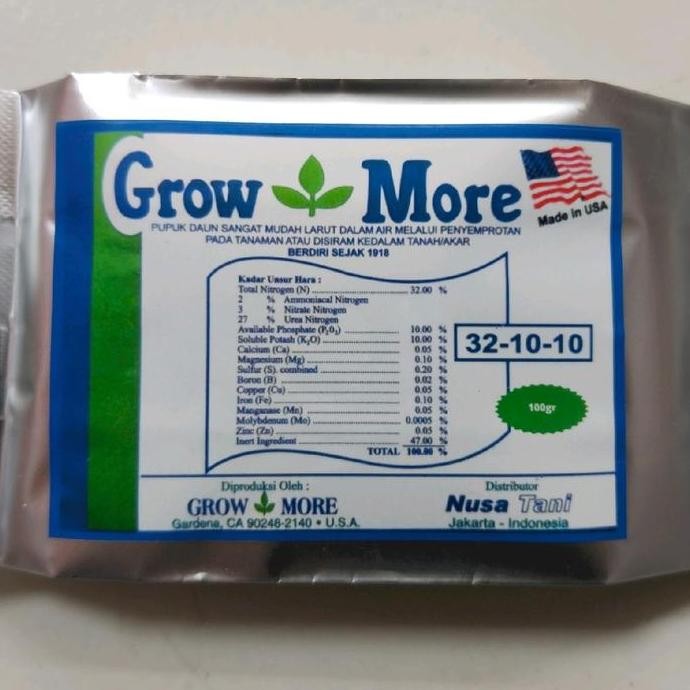 Grow More
Made in USA
PUPUK DAUN SANGAT MUDAH LARUT DALAM AIR MELALUI PENYEMPROTAN
PADA TANAMAN ATAU DISIRAM KEDALAM TANAH/AKAR
BERDIRI SEJAK 1918
Kadar Unsur Hara :
Total Nitrogen (N) 32.00 %
2 % Ammoniacal Nitrogen
3 % Nitrate Nitrogen
27 % Urea Nitrogen
Available Phosphate (P₂O₅) 10.00 %
Soluble Potash (K₂O) 10.00 %
Calcium (Ca) 0.05 %
Magnesium (Mg) 0.10 %
Sulfur (S). combined 0.20 %
Boron (B) 0.02 %
Copper (Cu) 0.05 %
Iron (Fe) 0.10 %
Manganase (Mn) 0.05 %
Molybdenum (Mo) 0.0005 %
Zinc (Zn) 0.05 %
Inert Ingredient 47.00 %
TOTAL 100.00 %
32-10-10
100gr
Diproduksi Oleh :
GROW MORE
Gardena, CA 90248-2140 • U.S.A.
Distributor
Nusa Tani
Jakarta - Indonesia